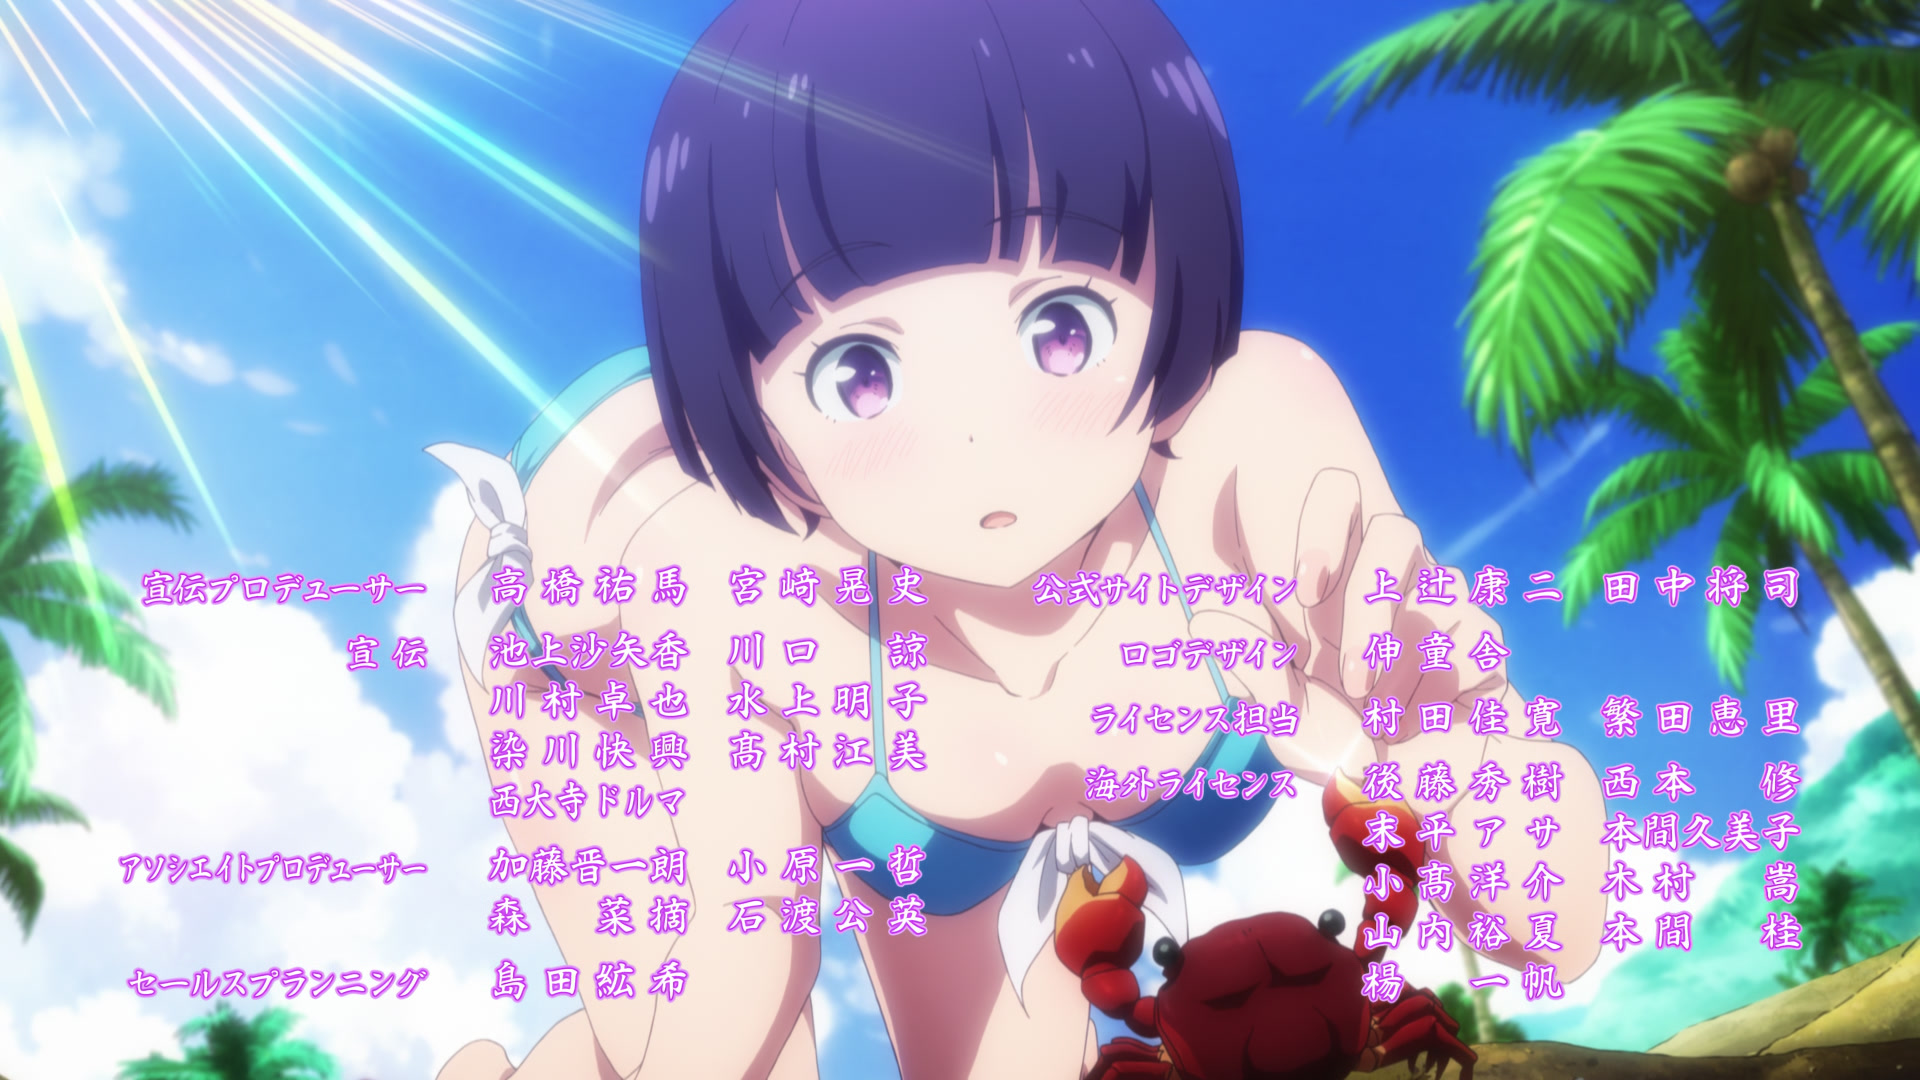 宣伝プロデューサー 高橋祐馬 宮﨑晃史
宣伝 池上沙矢香 川口 諒
川村卓也 水上明子
染川快興 髙村江美
西大寺ドルマ
アソシエイトプロデューサー 加藤晋一朗 小原一哲
森 菜摘 石渡公英
セールスプランニング 島田紘希
公式サイトデザイン 上辻康二 田中将司
ロゴデザイン 伸童舎
ライセンス担当 村田佳寛 繁田恵里
海外ライセンス 後藤秀樹 西本 修
末平アサ 本間久美子
小髙洋介 木村 嵩
山内裕夏 本間 桂
楊 一帆